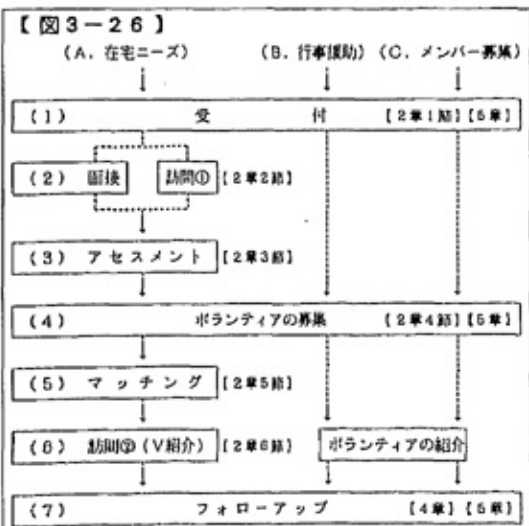 【図3-26】
(A. 在宅ニーズ) (B. 行事援助) (C. メンバー募集)
(1) 受 付 【2章1節】【5章】
(2) 面接 訪問① 【2章2節】
(3) アセスメント 【2章3節】
(4) ボランティアの募集 【2章4節】【5章】
(5) マッチング 【2章5節】
(6) 訪問② (V紹介) 【2章6節】 ボランティアの紹介
(7) フォローアップ 【4章】【5章】